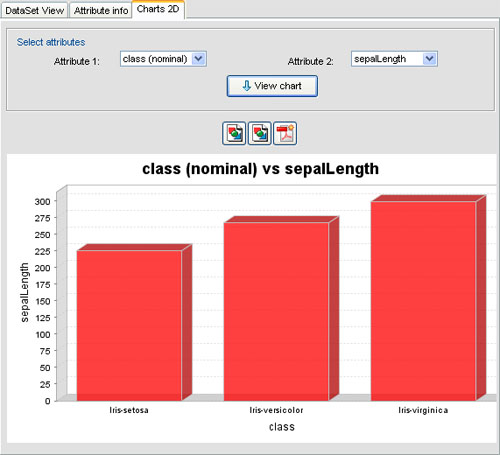 DataSet View Attribute info Charts 2D
Select attributes
Attribute 1: class (nominal) Attribute 2: sepalLength
View chart
class (nominal) vs sepalLength
300
275
250
225
200
175
150
125
100
75
50
25
0
sepalLength
Iris-setosa Iris-versicolor Iris-virginica
class